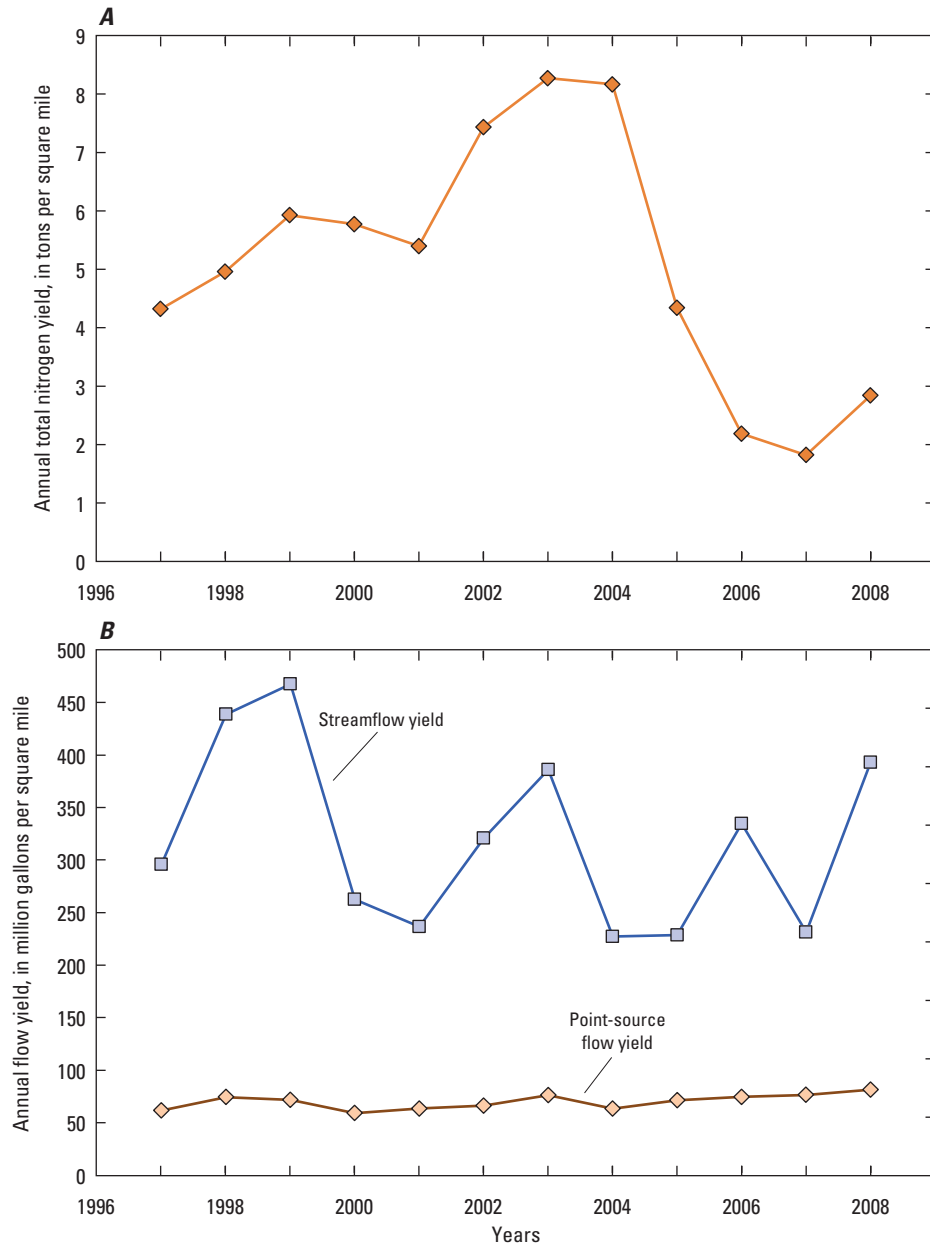 A
Annual total nitrogen yield, in tons per square mile
9
8
7
6
5
4
3
2
1
0
1996 1998 2000 2002 2004 2006 2008
B
Annual flow yield, in million gallons per square mile
500
450
400
350
300
250
200
150
100
50
0
Streamflow yield
Point-source
flow yield
1996 1998 2000 2002 2004 2006 2008
Years